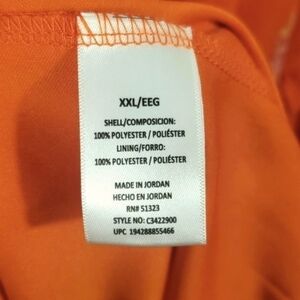 XXL/EEG
SHELL/COMPOSICION:
100% POLYESTER / POLIÉSTER
LINING/FORRO:
100% POLYESTER / POLIÉSTER
MADE IN JORDAN
HECHO EN JORDAN
RN# 51323
STYLE NO: C3422900
UPC 194288855466